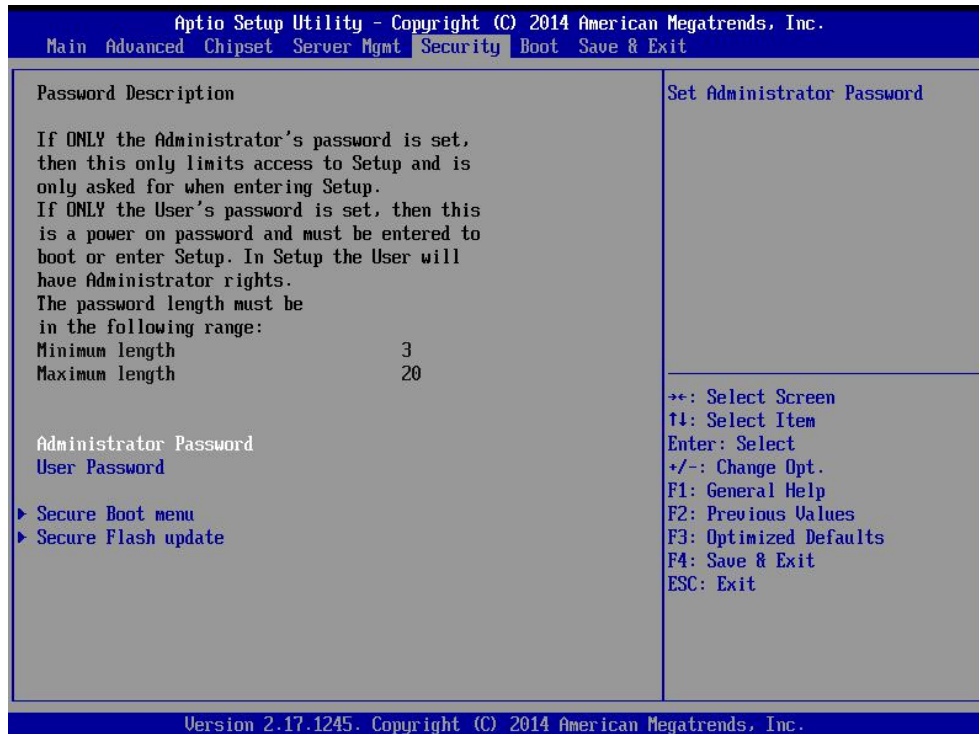 Aptio Setup Utility - Copyright (C) 2014 American Megatrends, Inc.
Main Advanced Chipset Server Mgmt Security Boot Save & Exit
Password Description
If ONLY the Administrator's password is set,
then this only limits access to Setup and is
only asked for when entering Setup.
If ONLY the User's password is set, then this
is a power on password and must be entered to
boot or enter Setup. In Setup the User will
have Administrator rights.
The password length must be
in the following range:
Minimum length 3
Maximum length 20
Administrator Password
User Password
Secure Boot menu
Secure Flash update
Set Administrator Password
→←: Select Screen
↑↓: Select Item
Enter: Select
+/-: Change Opt.
F1: General Help
F2: Previous Values
F3: Optimized Defaults
F4: Save & Exit
ESC: Exit
Version 2.17.1245. Copyright (C) 2014 American Megatrends, Inc.